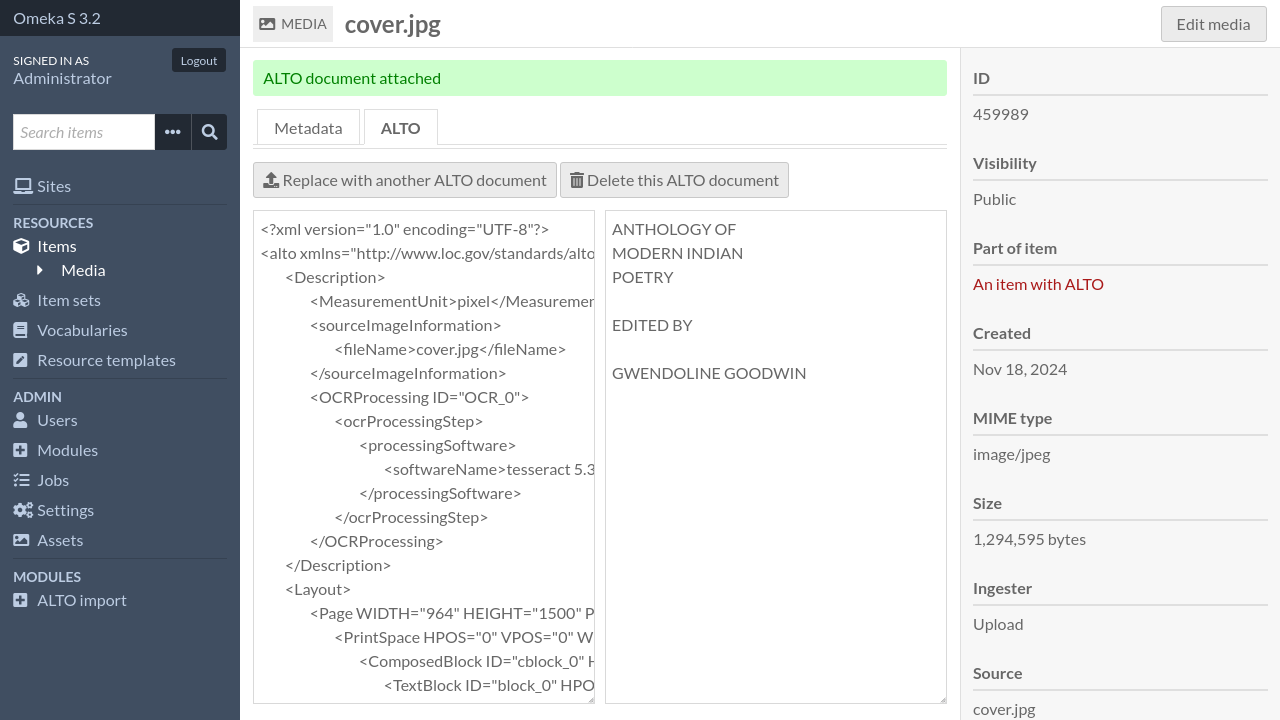 Omeka S 3.2
SIGNED IN AS
Administrator
Logout
Search items
Sites
RESOURCES
Items
Media
Item sets
Vocabularies
Resource templates
ADMIN
Users
Modules
Jobs
Settings
Assets
MODULES
ALTO import
MEDIA
cover.jpg
Edit media
ALTO document attached
Metadata
ALTO
Replace with another ALTO document
Delete this ALTO document
<?xml version="1.0" encoding="UTF-8"?>
<alto xmlns="http://www.loc.gov/standards/alto
<Description>
<MeasurementUnit>pixel</Measuremen
<sourceImageInformation>
<fileName>cover.jpg</fileName>
</sourceImageInformation>
<OCRProcessing ID="OCR_0">
<ocrProcessingStep>
<processingSoftware>
<softwareName>tesseract 5.3
</processingSoftware>
</ocrProcessingStep>
</OCRProcessing>
</Description>
<Layout>
<Page WIDTH="964" HEIGHT="1500" P
<PrintSpace HPOS="0" VPOS="0" W
<ComposedBlock ID="cblock_0" H
<TextBlock ID="block_0" HPO
ANTHOLOGY OF
MODERN INDIAN
POETRY
EDITED BY
GWENDOLINE GOODWIN
ID
459989
Visibility
Public
Part of item
An item with ALTO
Created
Nov 18, 2024
MIME type
image/jpeg
Size
1,294,595 bytes
Ingester
Upload
Source
cover.jpg